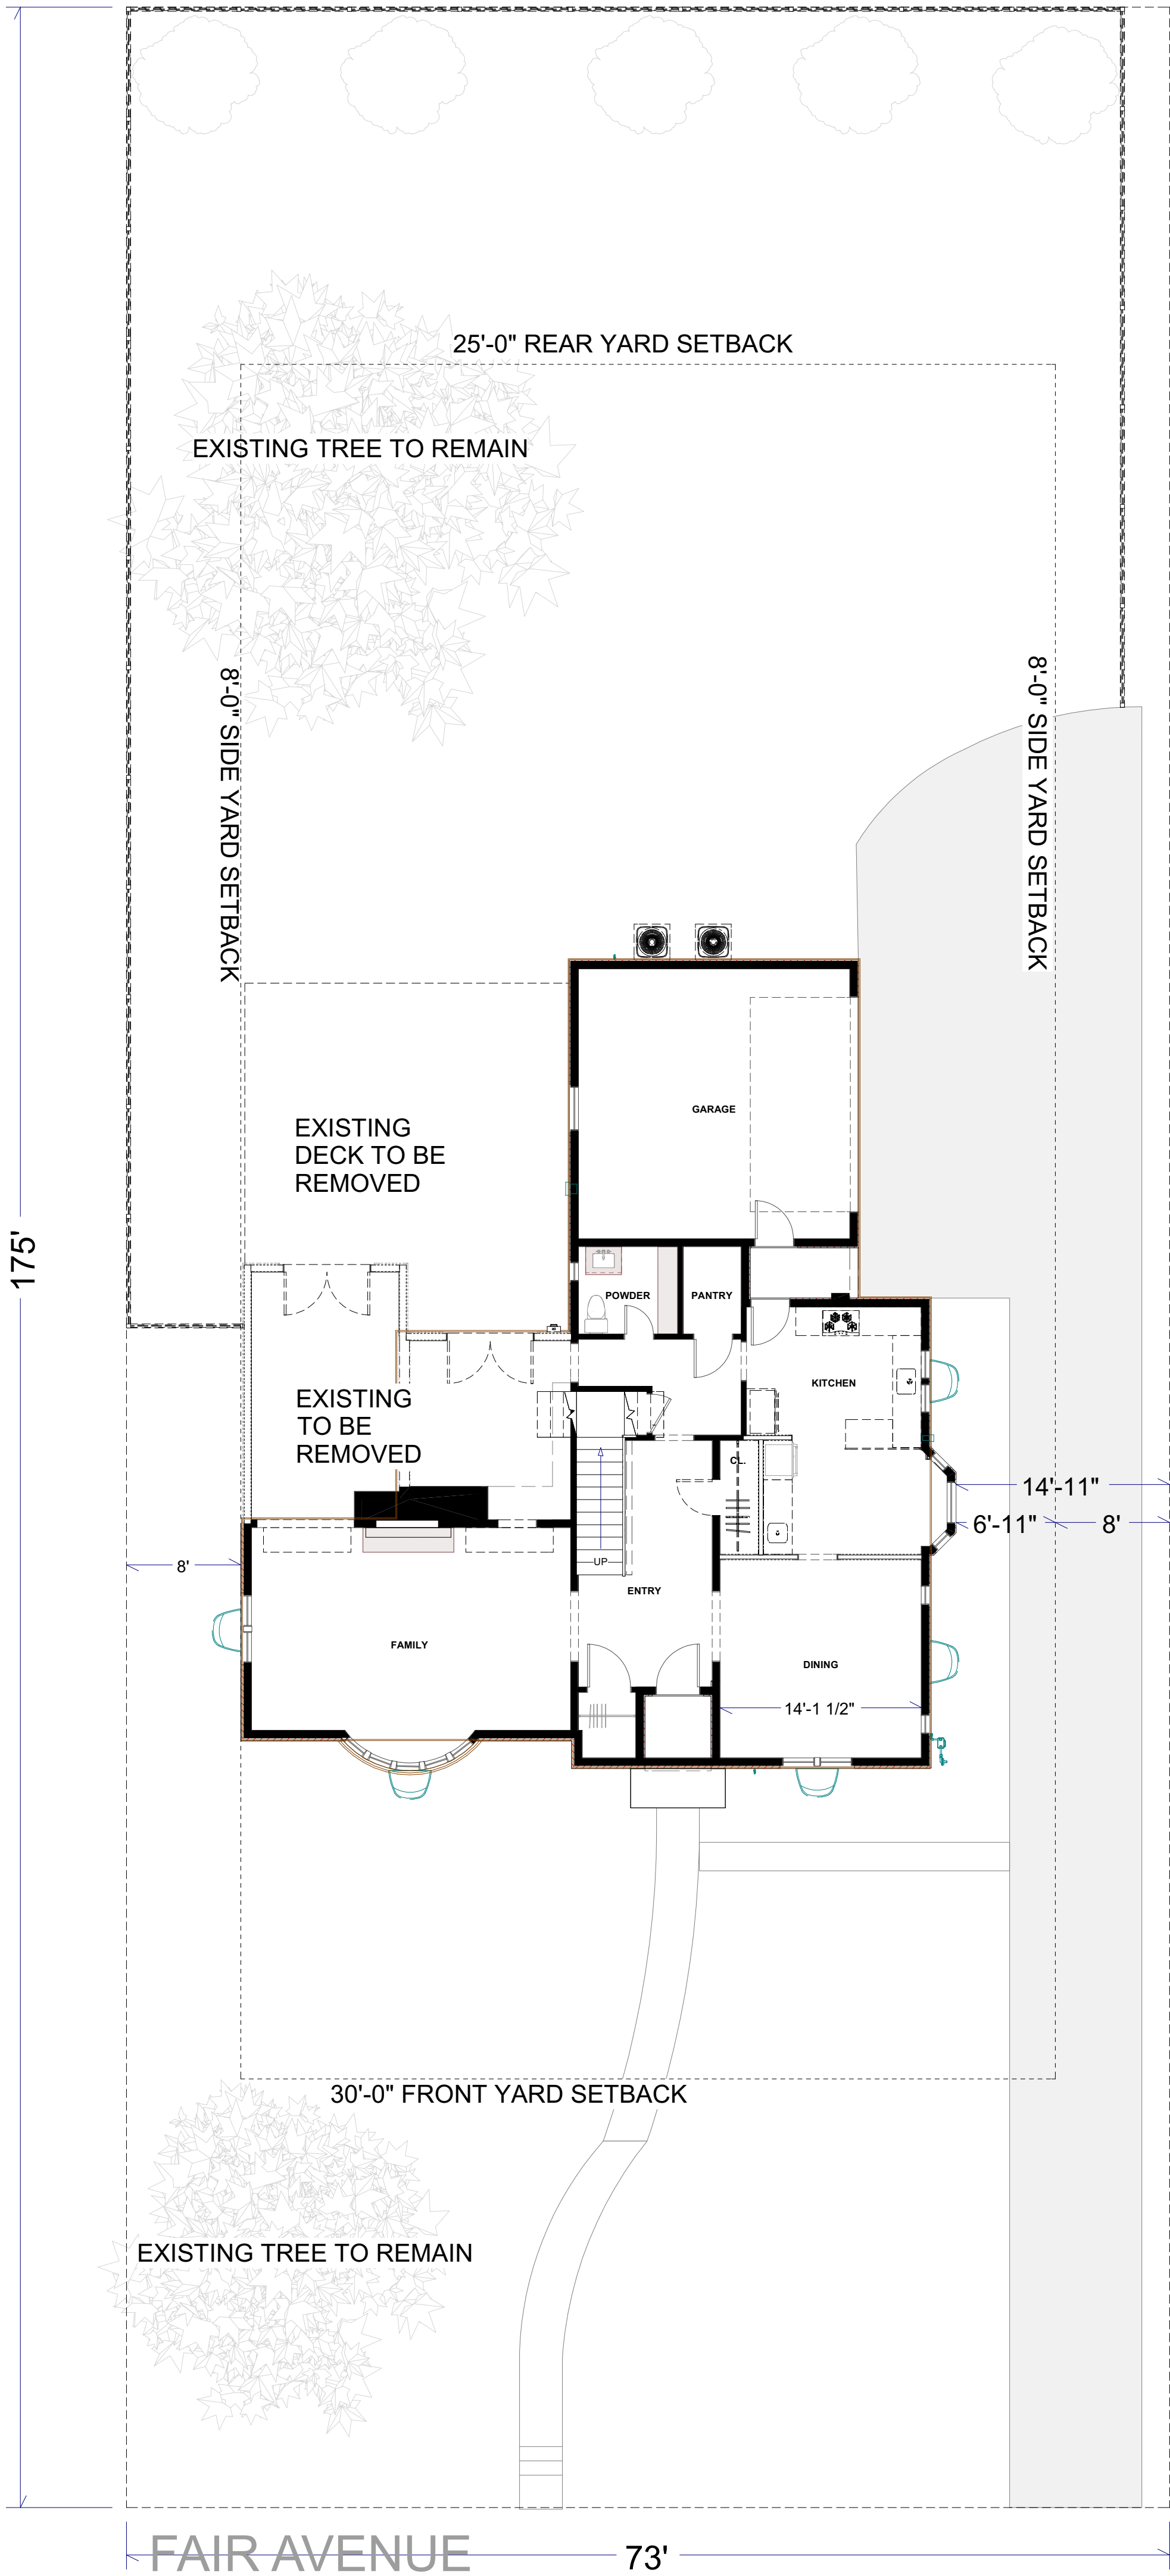 25'-0" REAR YARD SETBACK
EXISTING TREE TO REMAIN
8'-0" SIDE YARD SETBACK
8'-0" SIDE YARD SETBACK
GARAGE
EXISTING
DECK TO BE
REMOVED
175'
POWDER
PANTRY
KITCHEN
EXISTING
TO BE
REMOVED
CL.
14'-11"
6'-11"
8'
8'
UP
ENTRY
FAMILY
DINING
14'-1 1/2"
30'-0" FRONT YARD SETBACK
EXISTING TREE TO REMAIN
FAIR AVENUE
73'